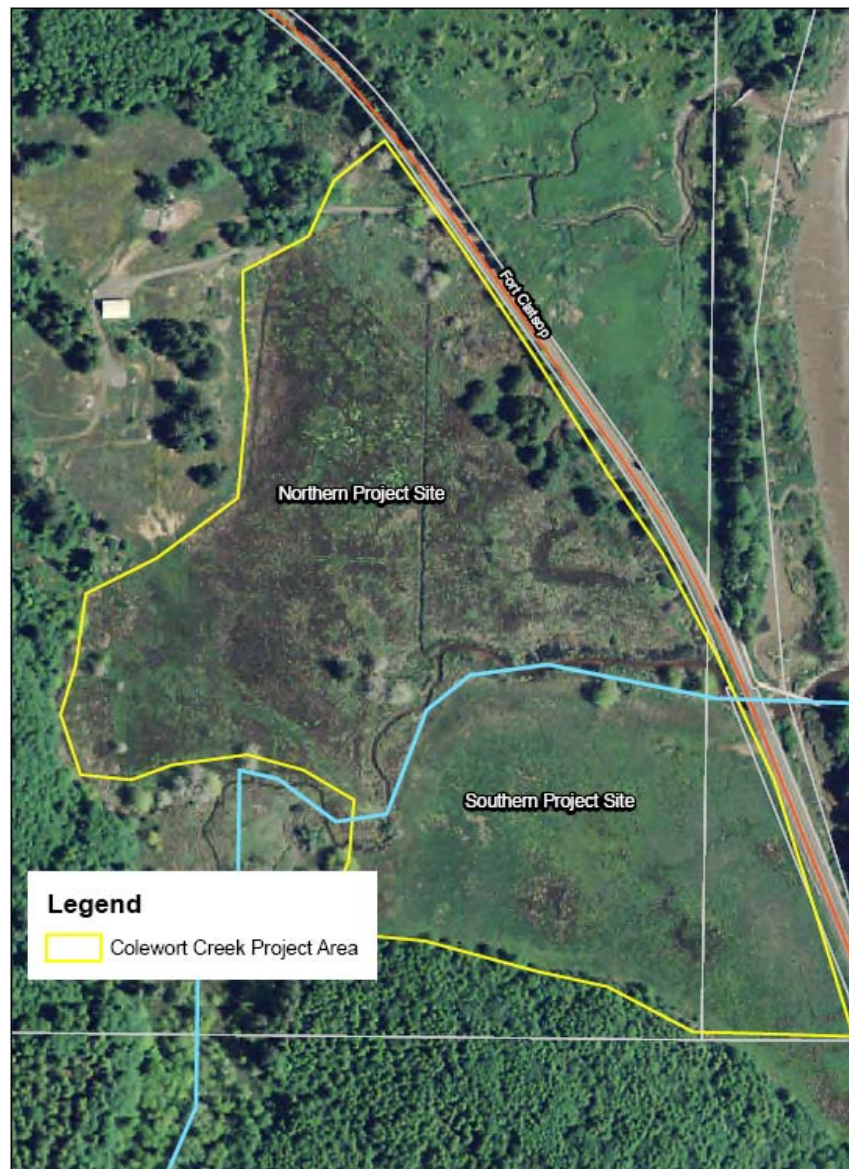 Fort Clatsop
Northern Project Site
Southern Project Site
Legend
Colewort Creek Project Area